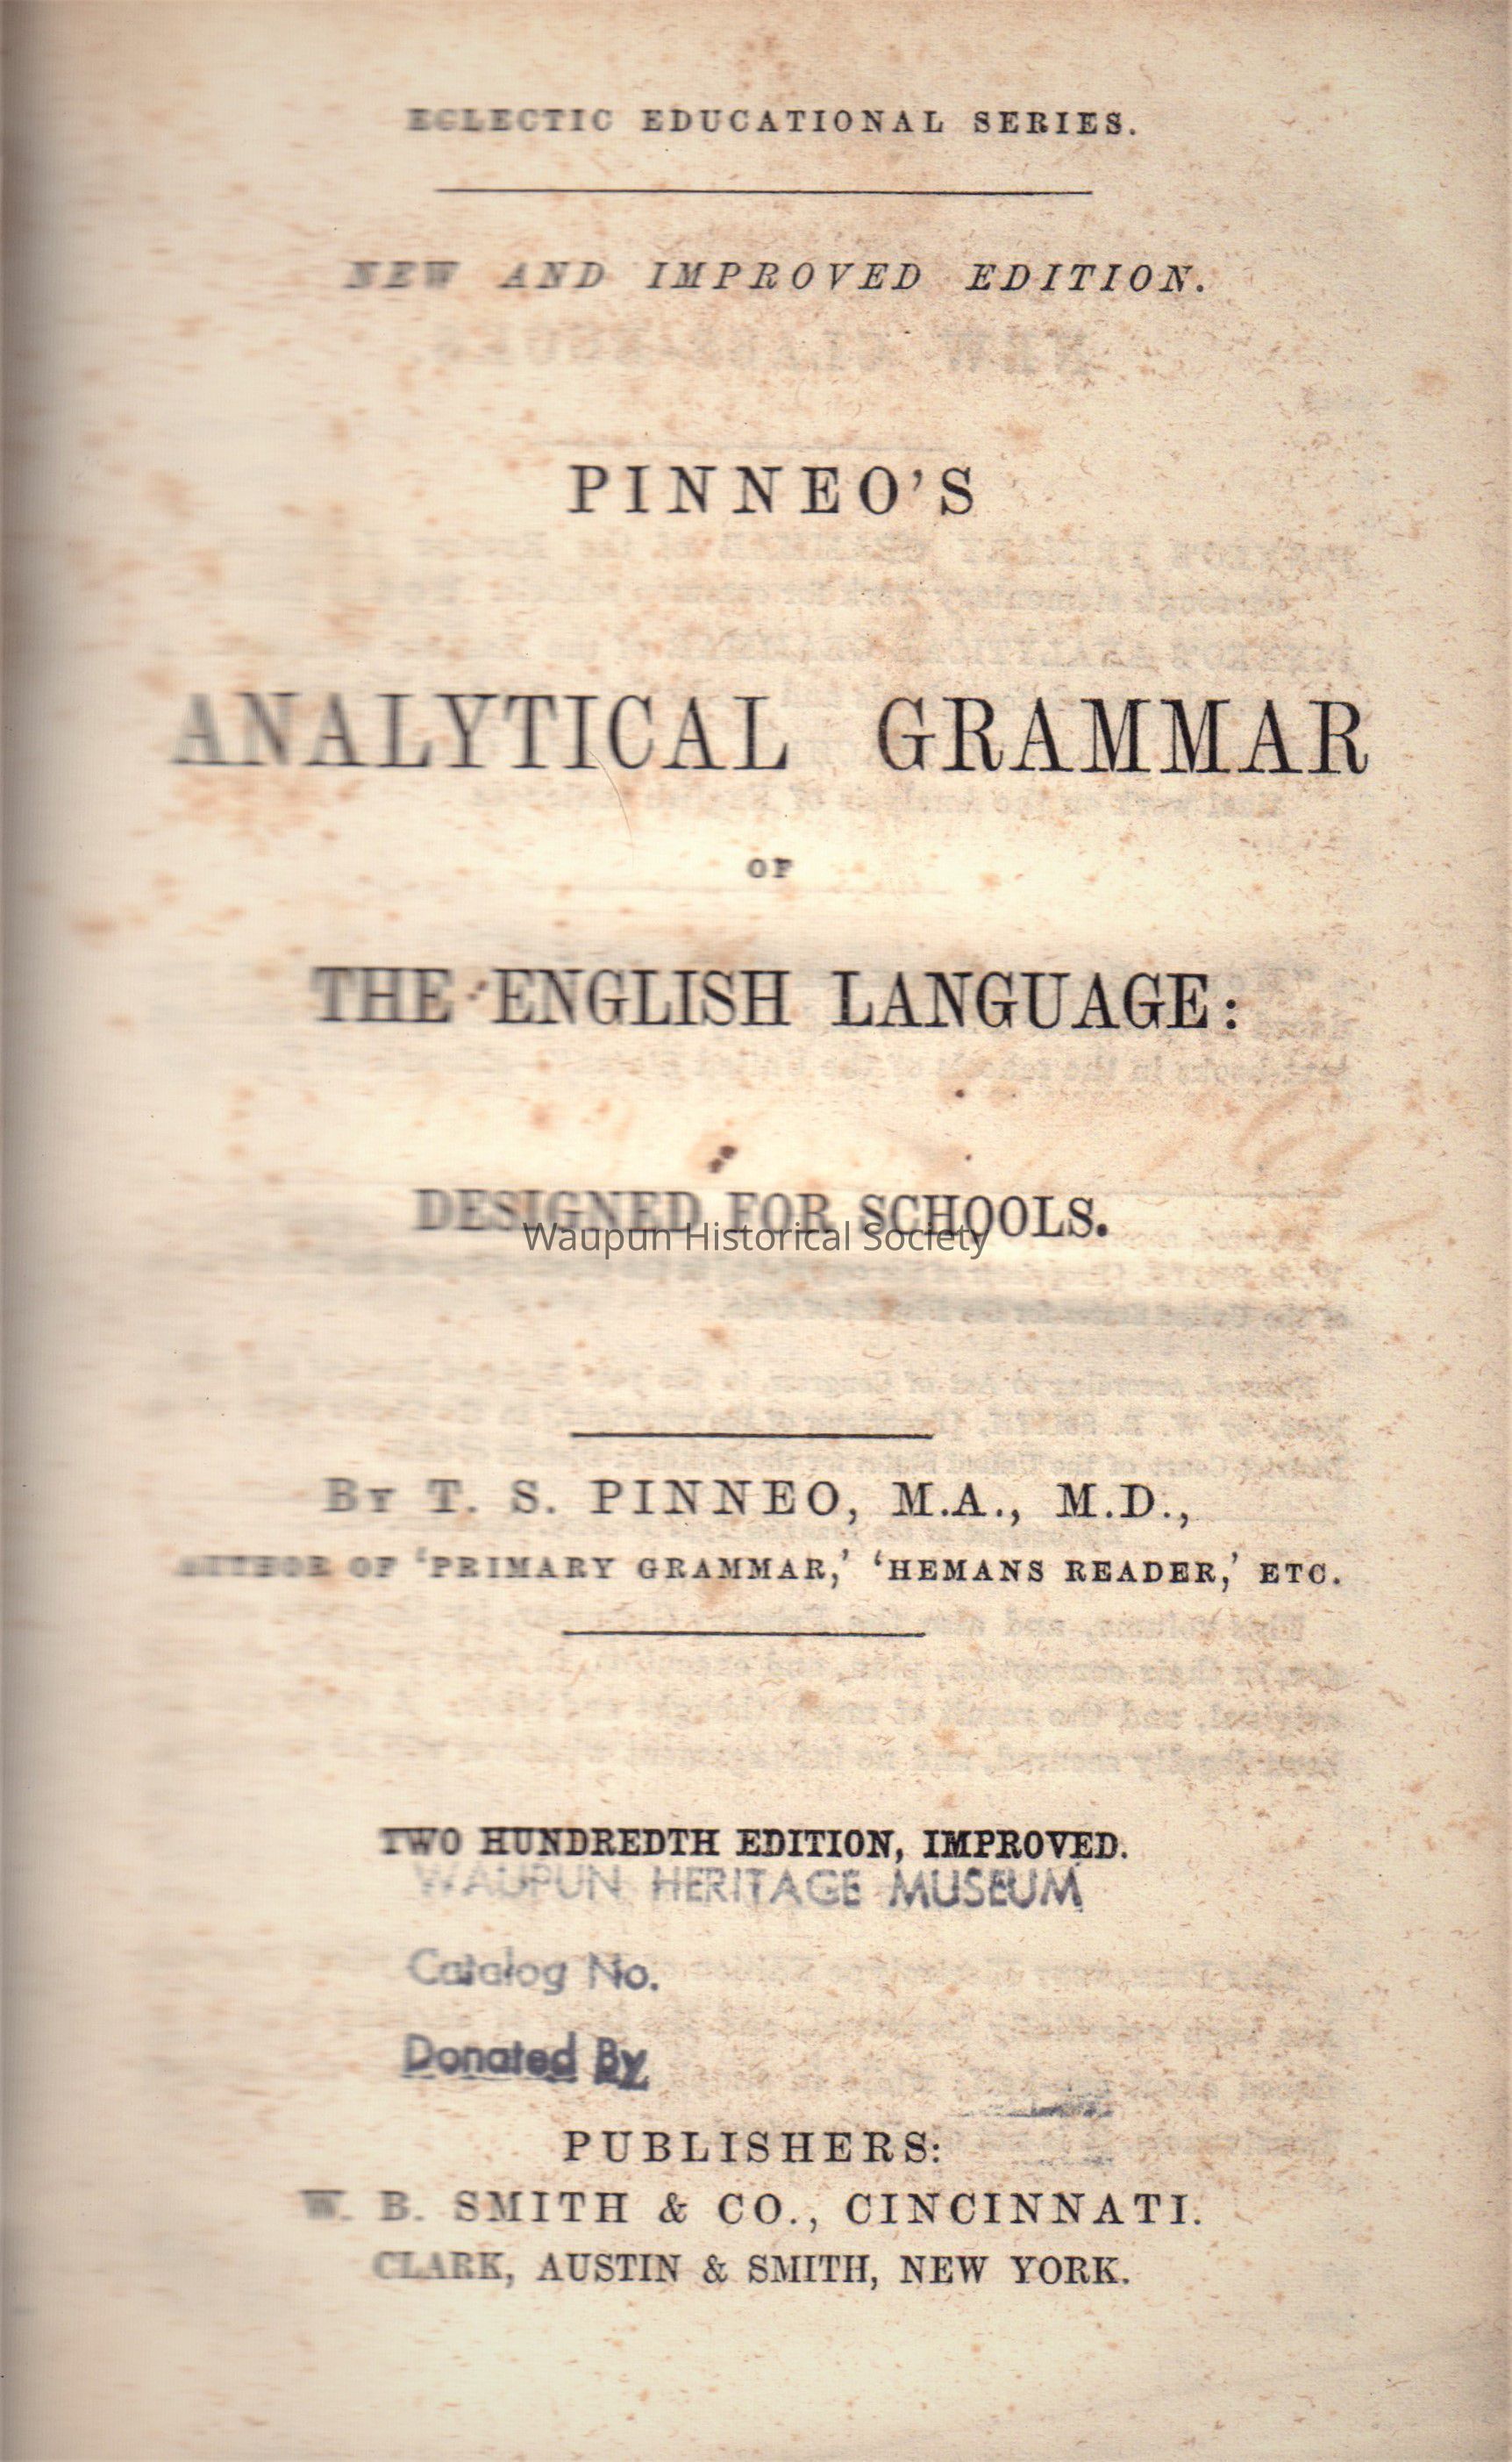 ECLECTIC EDUCATIONAL SERIES.
NEW AND IMPROVED EDITION.
PINNEO'S
ANALYTICAL GRAMMAR
OF
THE ENGLISH LANGUAGE:
DESIGNED FOR SCHOOLS.
Waupun Historical Society
By T. S. PINNEO, M.A., M.D.,
AUTHOR OF 'PRIMARY GRAMMAR,' 'HEMANS READER,' ETC.
TWO HUNDREDTH EDITION, IMPROVED.
WAUPUN HERITAGE MUSEUM
Catalog No.
Donated By
PUBLISHERS:
W. B. SMITH & CO., CINCINNATI.
CLARK, AUSTIN & SMITH, NEW YORK.